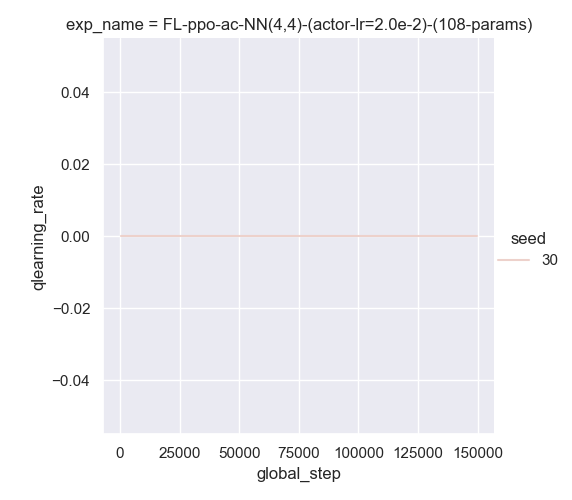 exp_name = FL-ppo-ac-NN(4,4)-(actor-lr=2.0e-2)-(108-params)
0.04
0.02
0.00
−0.02
−0.04
qlearning_rate
seed
30
0 25000 50000 75000 100000 125000 150000
global_step